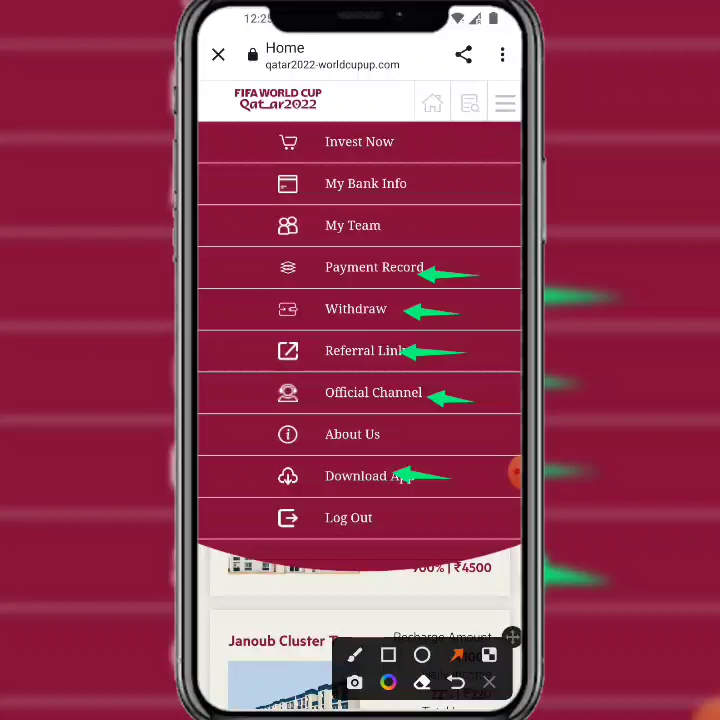 12:25
Home
qatar2022-worldcupup.com
FIFA WORLD CUP
Qatar2022
Invest Now
My Bank Info
My Team
Payment Record
Withdraw
Referral Link
Official Channel
About Us
Download App
Log Out
900% | ₹4500
Janoub Cluster
Recharge Amount